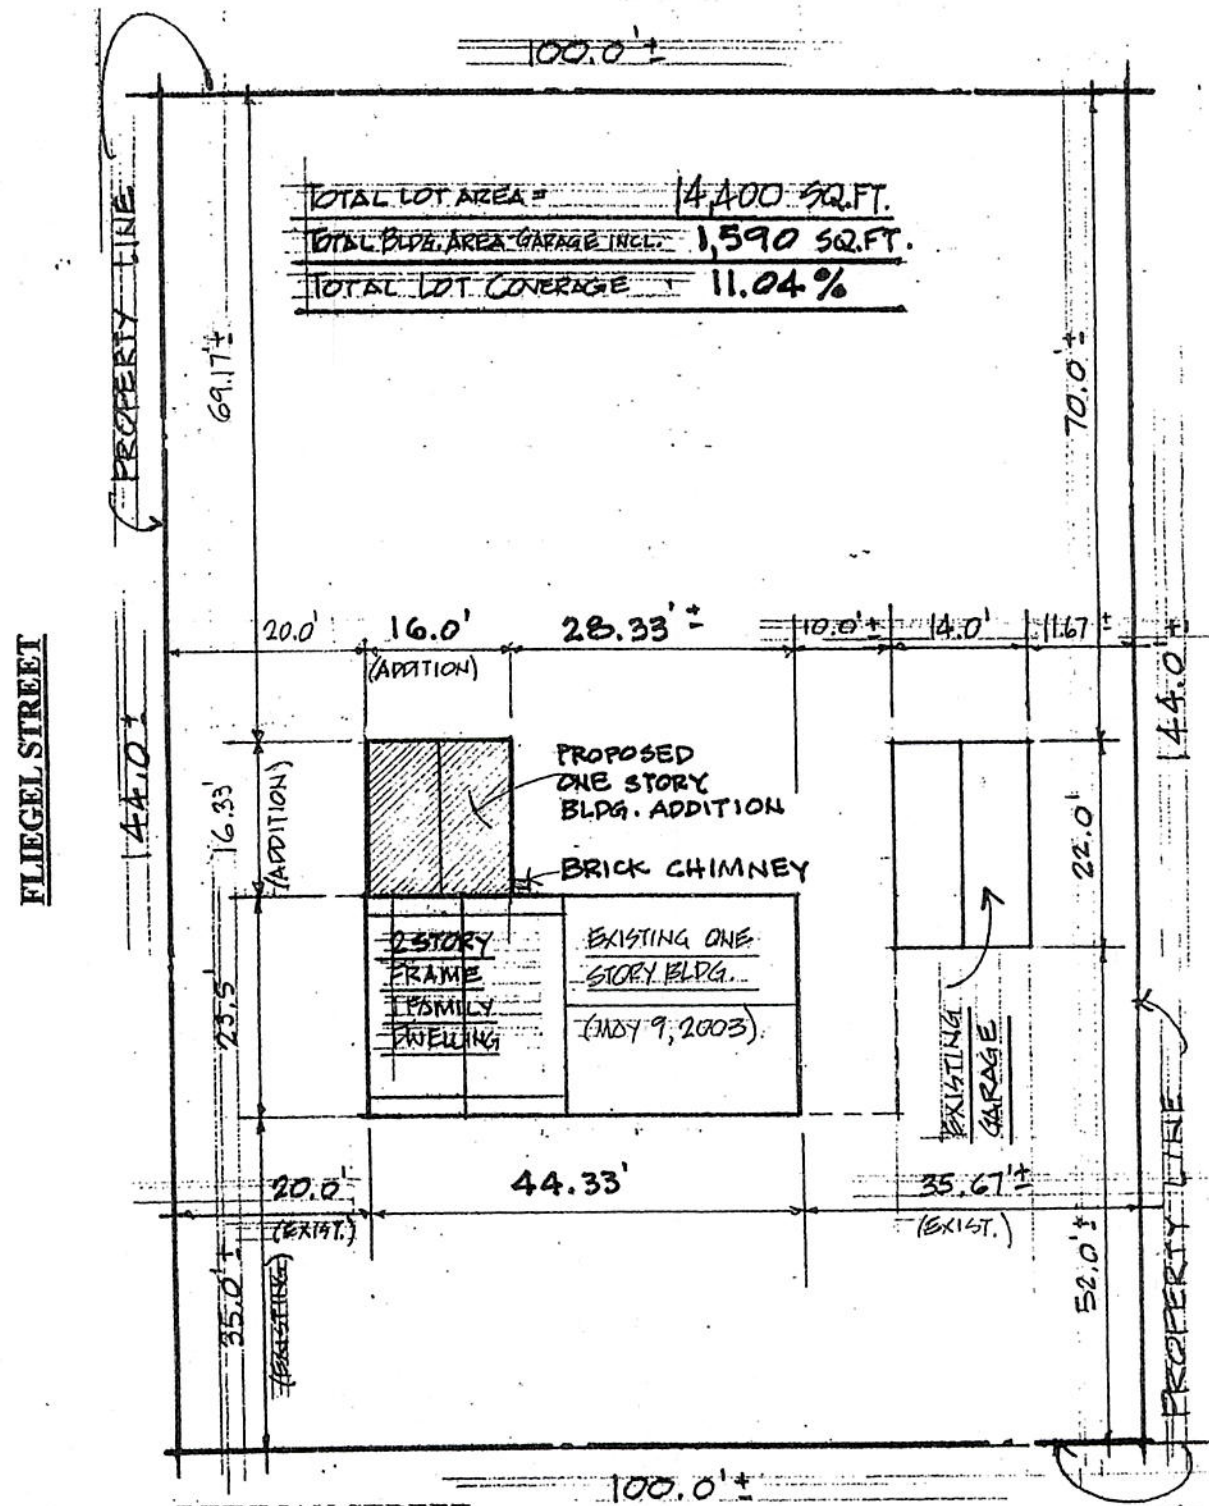 100.0'±
TOTAL LOT AREA = 14,400 SQ.FT.
TOTAL BLDG. AREA GARAGE INCL. 1,590 SQ.FT.
TOTAL LOT COVERAGE 11.04%
PROPERTY LINE
69.17'±
70.0'±
20.0'
16.0'
(ADDITION)
28.33'±
10.0'±
14.0'
11.67'±
FLIEGEL STREET
144.0'±
144.0'±
16.33'
(ADDITION)
PROPOSED
ONE STORY
BLDG. ADDITION
BRICK CHIMNEY
22.0'
23.5'
2 STORY
FRAME
1 FAMILY
DWELLING
EXISTING ONE
STORY BLDG.
(MAY 9, 2003)
EXISTING
GARAGE
20.0'
(EXIST.)
44.33'
35.67'±
(EXIST.)
35.0'±
(EXISTING)
52.0'±
PROPERTY LINE
100.0'±